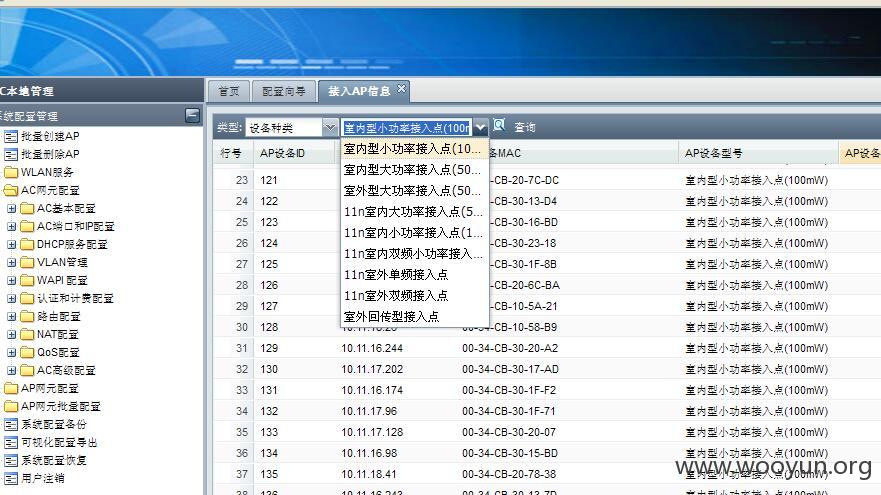 C本地管理
首页 配置向导 接入AP信息
系统配置管理
类型: 设备种类 室内型小功率接入点(100m 查询
批量创建AP
批量删除AP
WLAN服务
AC网元配置
AC基本配置
AC端口和IP配置
DHCP服务配置
VLAN管理
WAPI 配置
认证和计费配置
路由配置
NAT配置
QoS配置
AC高级配置
AP网元配置
AP网元批量配置
系统配置备份
可视化配置导出
系统配置恢复
用户注销
室内型小功率接入点(10...
室内型大功率接入点(50...
室外型大功率接入点(50...
11n室内大功率接入点(5...
11n室内小功率接入点(1...
11n室内双频小功率接入...
11n室外单频接入点
11n室外双频接入点
室外回传型接入点
行号 AP设备ID MAC AP设备型号 AP设备
23 121 -CB-20-7C-DC 室内型小功率接入点(100mW)
24 122 -CB-30-13-D4 室内型小功率接入点(100mW)
25 123 -CB-30-16-BD 室内型小功率接入点(100mW)
26 124 -CB-30-23-18 室内型小功率接入点(100mW)
27 125 -CB-30-1F-8B 室内型小功率接入点(100mW)
28 126 -CB-20-6C-BA 室内型小功率接入点(100mW)
29 127 -CB-10-5A-21 室内型小功率接入点(100mW)
30 128 -CB-10-58-B9 室内型小功率接入点(100mW)
31 129 10.11.16.244 00-34-CB-30-20-A2 室内型小功率接入点(100mW)
32 130 10.11.17.202 00-34-CB-30-17-AD 室内型小功率接入点(100mW)
33 131 10.11.16.174 00-34-CB-30-1F-F2 室内型小功率接入点(100mW)
34 132 10.11.17.96 00-34-CB-30-1F-71 室内型小功率接入点(100mW)
35 133 10.11.17.128 00-34-CB-30-20-07 室内型小功率接入点(100mW)
36 134 10.11.16.98 00-34-CB-30-15-BD 室内型小功率接入点(100mW)
37 135 10.11.18.41 00-34-CB-20-78-38 室内型小功率接入点(100mW)
www.wooyun.org